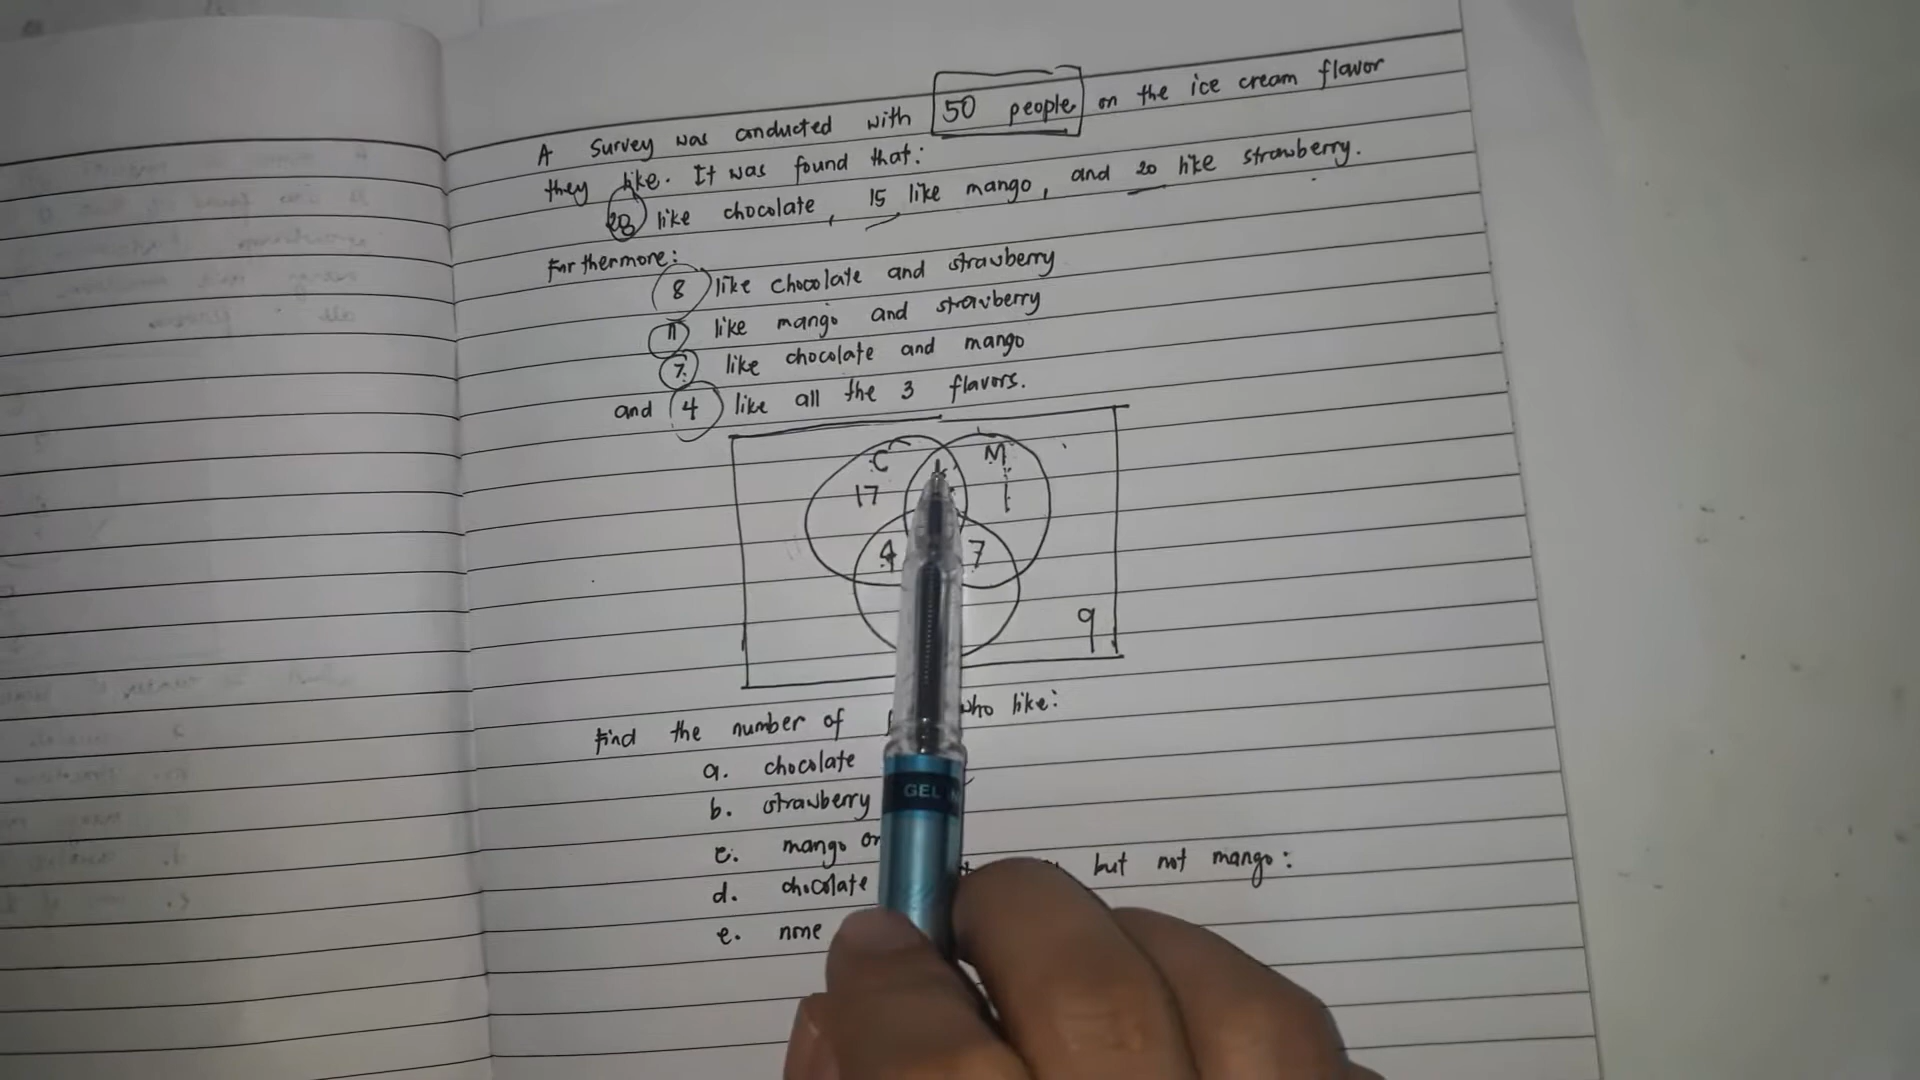 A Survey was conducted with 50 people on the ice cream flavor
they like. It was found that:
28 like chocolate, 15 like mango, and 20 like strawberry.
Furthermore:
8 like chocolate and strawberry
11 like mango and strawberry
7 like chocolate and mango
and 4 like all the 3 flavors.
C M
17 1
4 7
9
Find the number of who like:
a. chocolate
b. strawberry
GEL
c. mango or
d. chocolate but not mango:
e. none